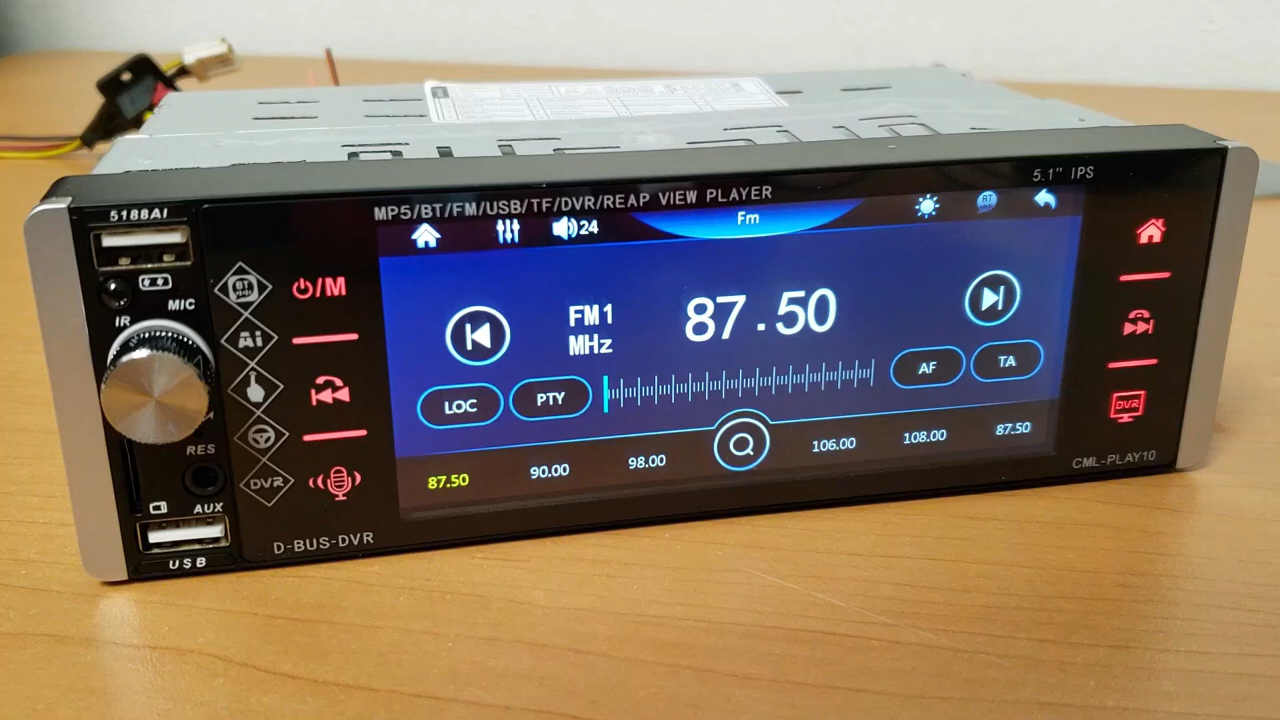 5188AI
MP5/BT/FM/USB/TF/DVR/REAP VIEW PLAYER
5.1" IPS
MIC
IR
RES
AUX
USB
BT
Ai
DVR
⏻/M
D-BUS-DVR
24
Fm
BT
FM1
MHz
87.50
LOC
PTY
AF
TA
87.50
90.00
98.00
106.00
108.00
87.50
DVR
CML-PLAY10